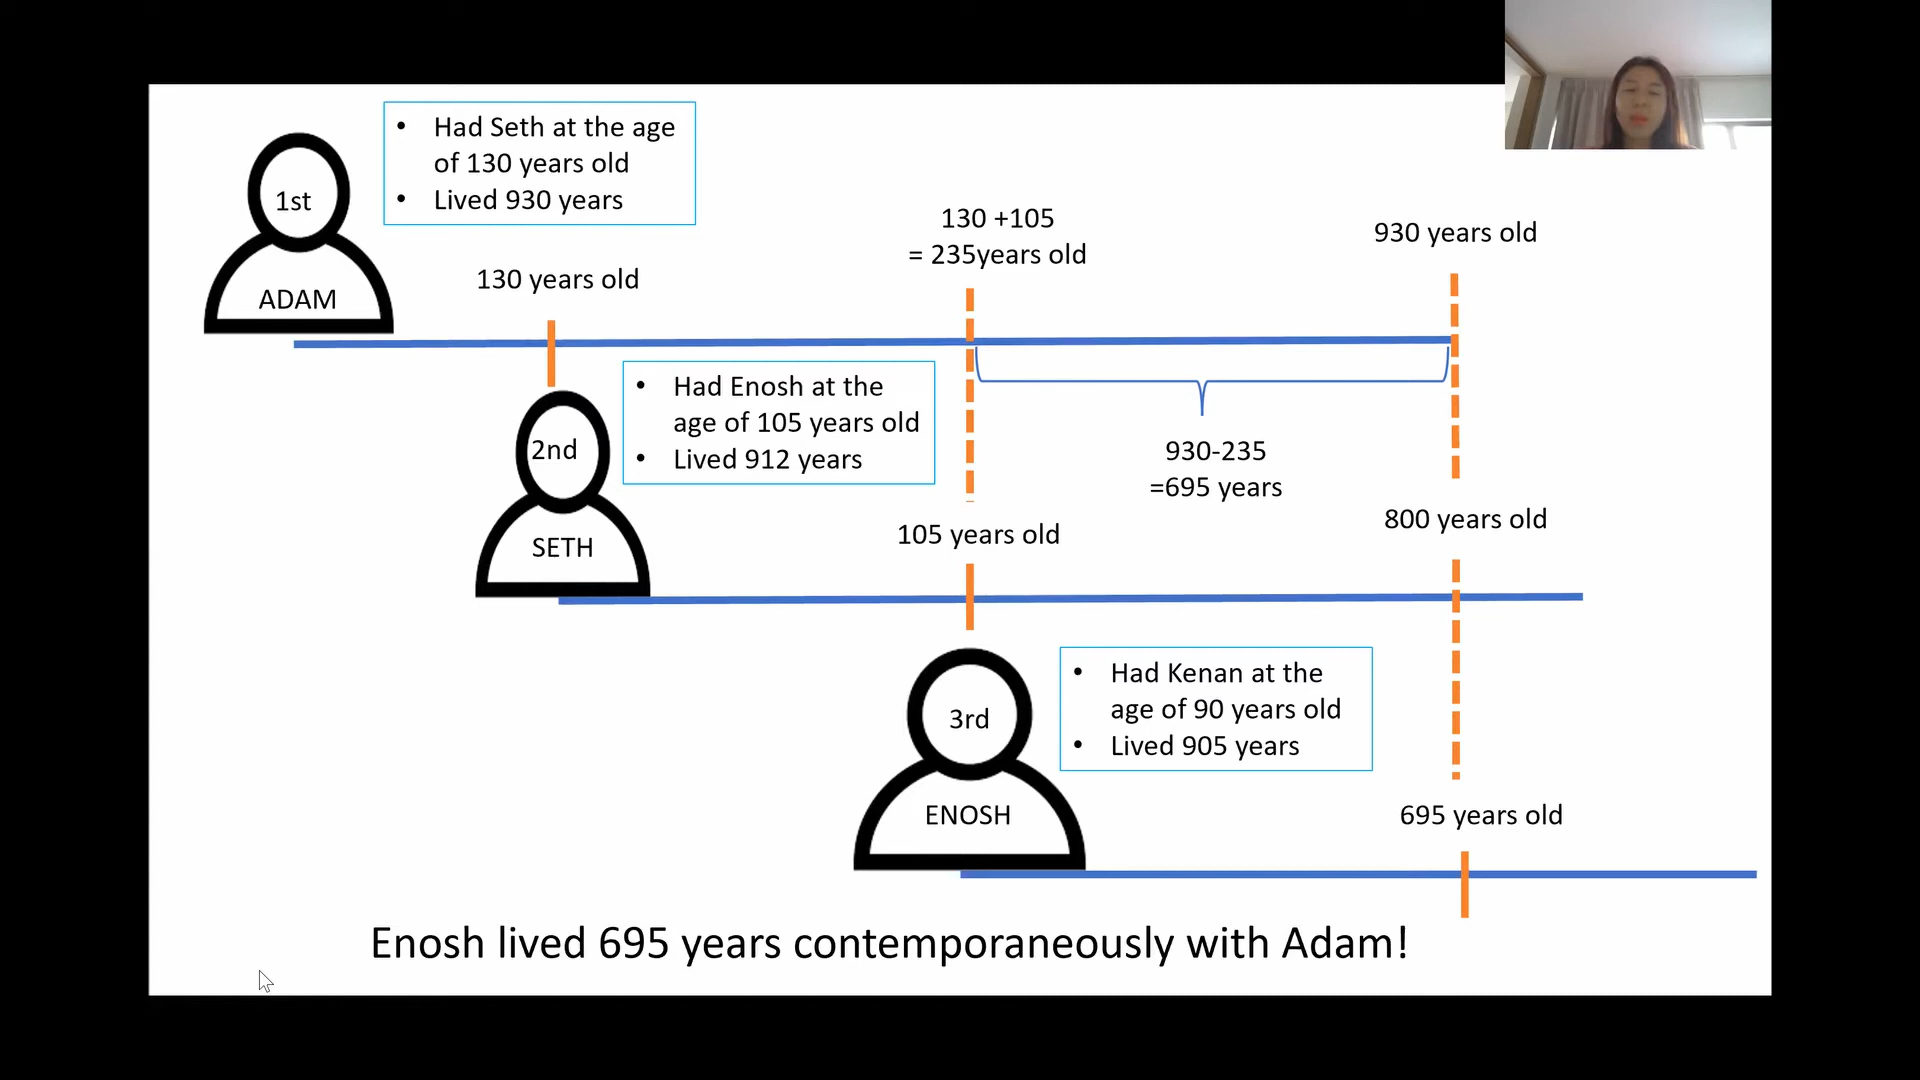 • Had Seth at the age
of 130 years old
• Lived 930 years
1st
ADAM
130 years old
130 +105
= 235years old
930 years old
• Had Enosh at the
age of 105 years old
• Lived 912 years
2nd
SETH
930-235
=695 years
105 years old
800 years old
• Had Kenan at the
age of 90 years old
• Lived 905 years
3rd
ENOSH
695 years old
Enosh lived 695 years contemporaneously with Adam!